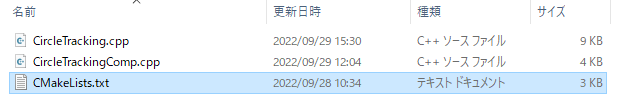 名前 更新日時 種類 サイズ
CircleTracking.cpp 2022/09/29 15:30 C++ ソース ファイル 9 KB
CircleTrackingComp.cpp 2022/09/29 12:04 C++ ソース ファイル 4 KB
CMakeLists.txt 2022/09/28 10:34 テキスト ドキュメント 3 KB